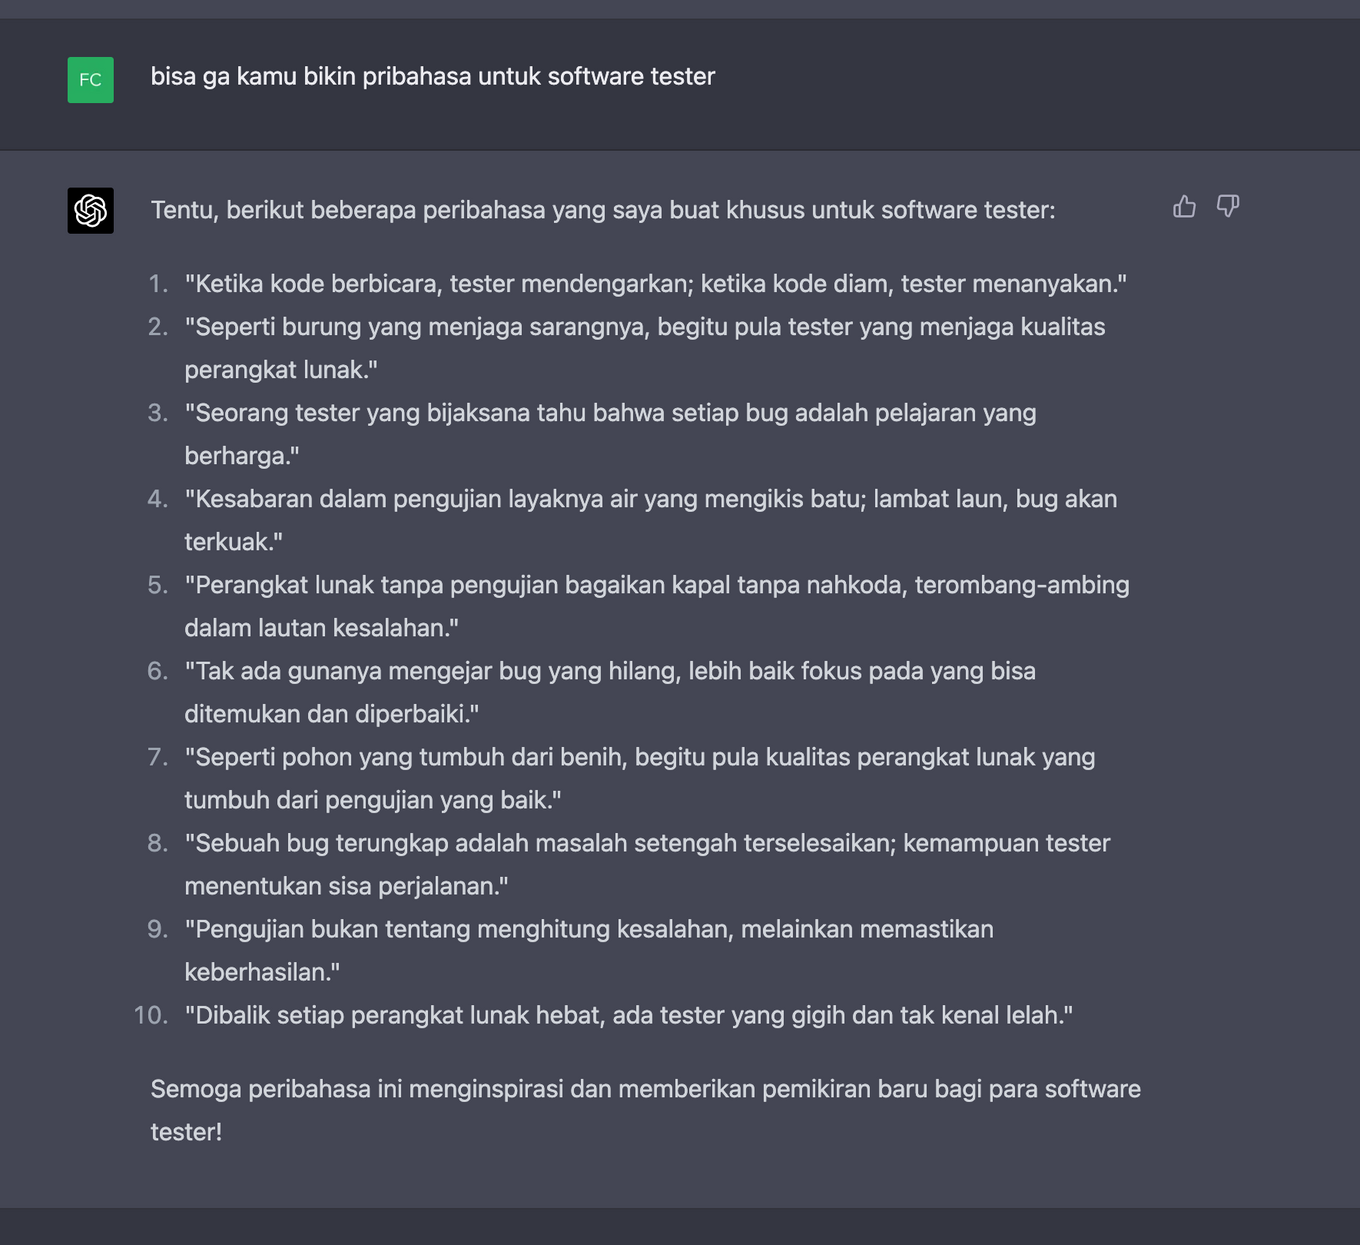 FC
bisa ga kamu bikin pribahasa untuk software tester
Tentu, berikut beberapa peribahasa yang saya buat khusus untuk software tester:
1. "Ketika kode berbicara, tester mendengarkan; ketika kode diam, tester menanyakan."
2. "Seperti burung yang menjaga sarangnya, begitu pula tester yang menjaga kualitas
perangkat lunak."
3. "Seorang tester yang bijaksana tahu bahwa setiap bug adalah pelajaran yang
berharga."
4. "Kesabaran dalam pengujian layaknya air yang mengikis batu; lambat laun, bug akan
terkuak."
5. "Perangkat lunak tanpa pengujian bagaikan kapal tanpa nahkoda, terombang-ambing
dalam lautan kesalahan."
6. "Tak ada gunanya mengejar bug yang hilang, lebih baik fokus pada yang bisa
ditemukan dan diperbaiki."
7. "Seperti pohon yang tumbuh dari benih, begitu pula kualitas perangkat lunak yang
tumbuh dari pengujian yang baik."
8. "Sebuah bug terungkap adalah masalah setengah terselesaikan; kemampuan tester
menentukan sisa perjalanan."
9. "Pengujian bukan tentang menghitung kesalahan, melainkan memastikan
keberhasilan."
10. "Dibalik setiap perangkat lunak hebat, ada tester yang gigih dan tak kenal lelah."
Semoga peribahasa ini menginspirasi dan memberikan pemikiran baru bagi para software
tester!